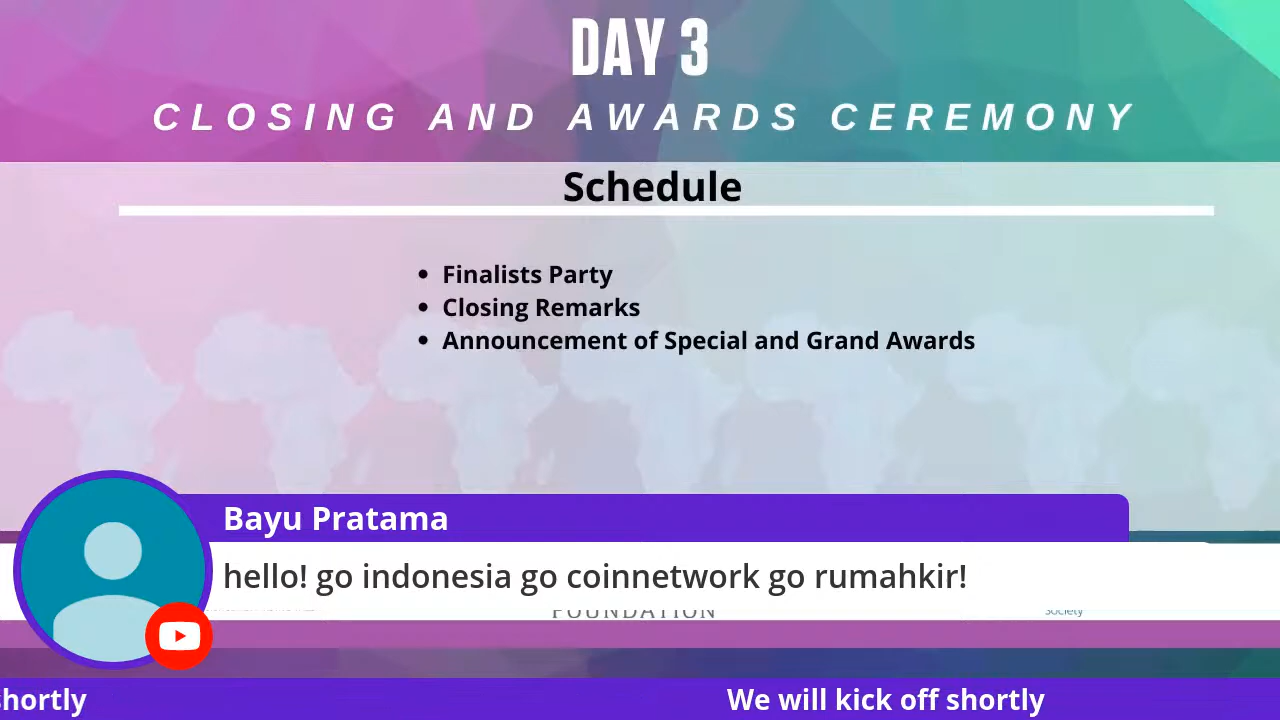 DAY 3
CLOSING AND AWARDS CEREMONY
Schedule
• Finalists Party
• Closing Remarks
• Announcement of Special and Grand Awards
Bayu Pratama
hello! go indonesia go coinnetwork go rumahkir!
FOUNDATION
Society
shortly
We will kick off shortly